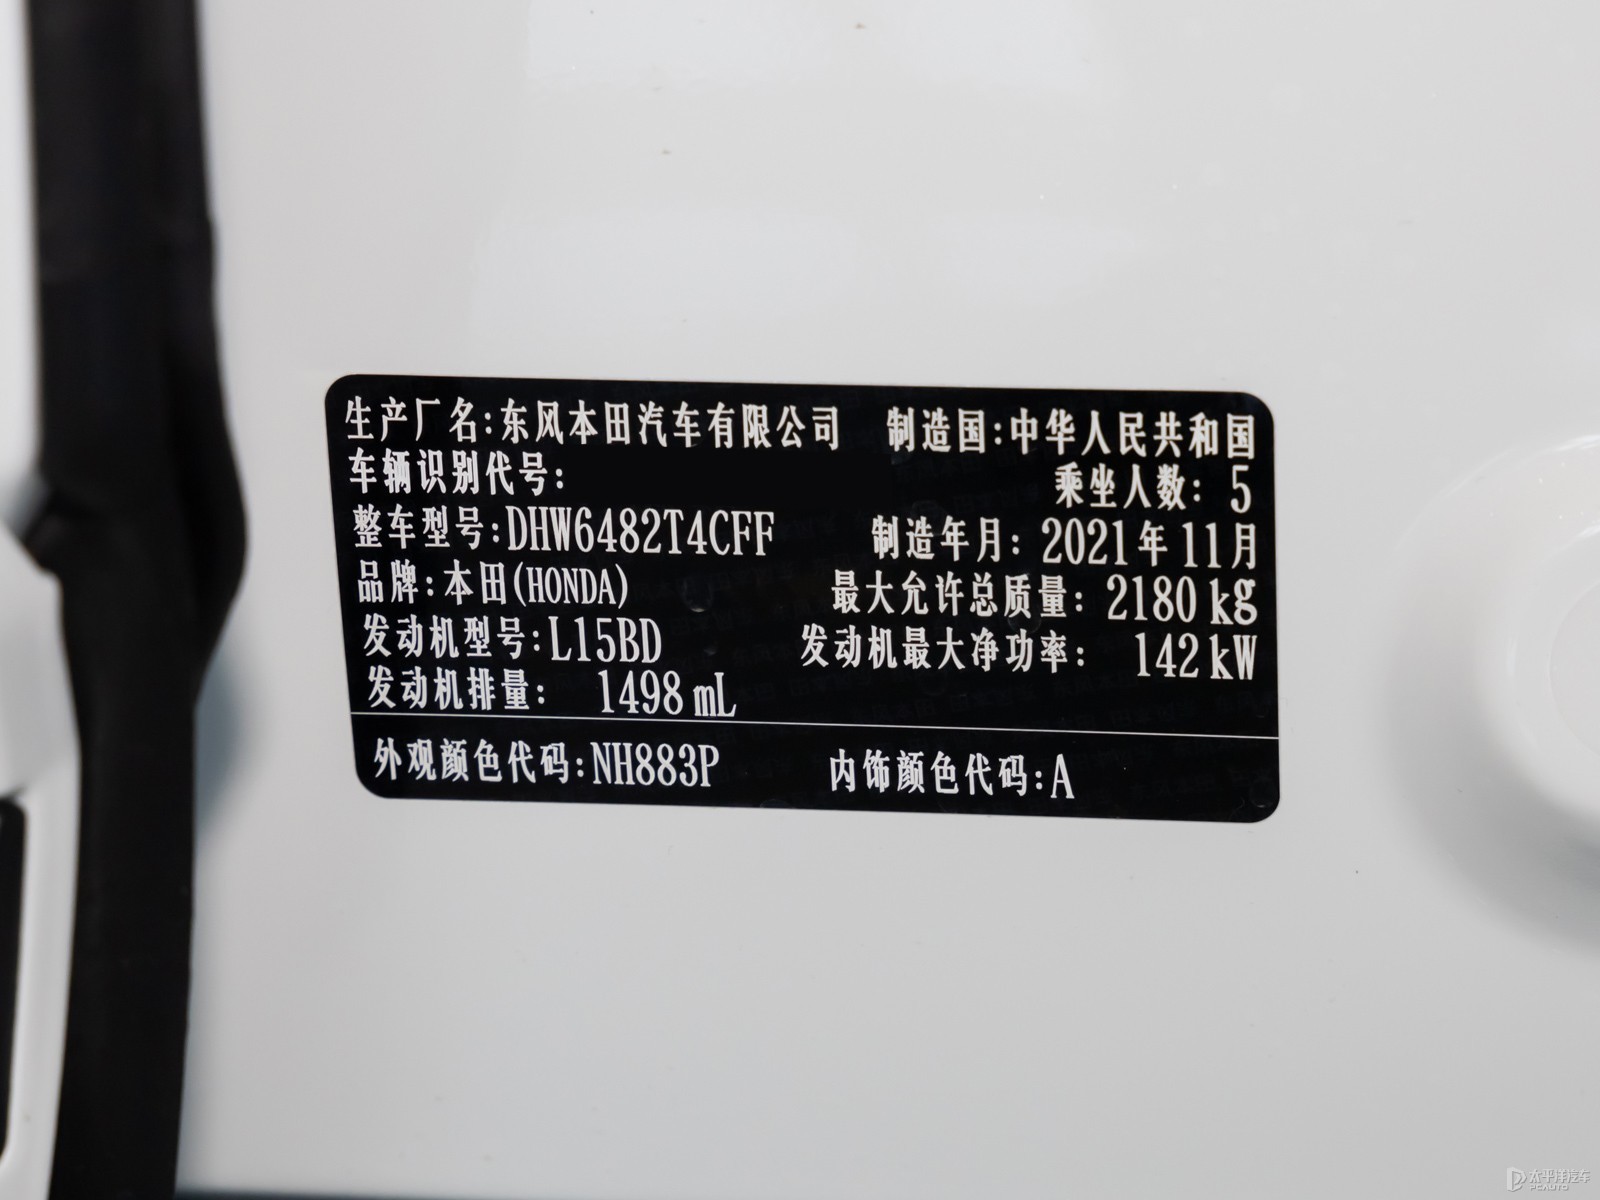 生产厂名:东风本田汽车有限公司 制造国:中华人民共和国
车辆识别代号: 乘坐人数: 5
整车型号:DHW6482T4CFF 制造年月: 2021年11月
品牌:本田(HONDA) 最大允许总质量: 2180 kg
发动机型号:L15BD 发动机最大净功率: 142 kW
发动机排量: 1498 mL
外观颜色代码:NH883P 内饰颜色代码:A
太平洋汽车
PCAUTO